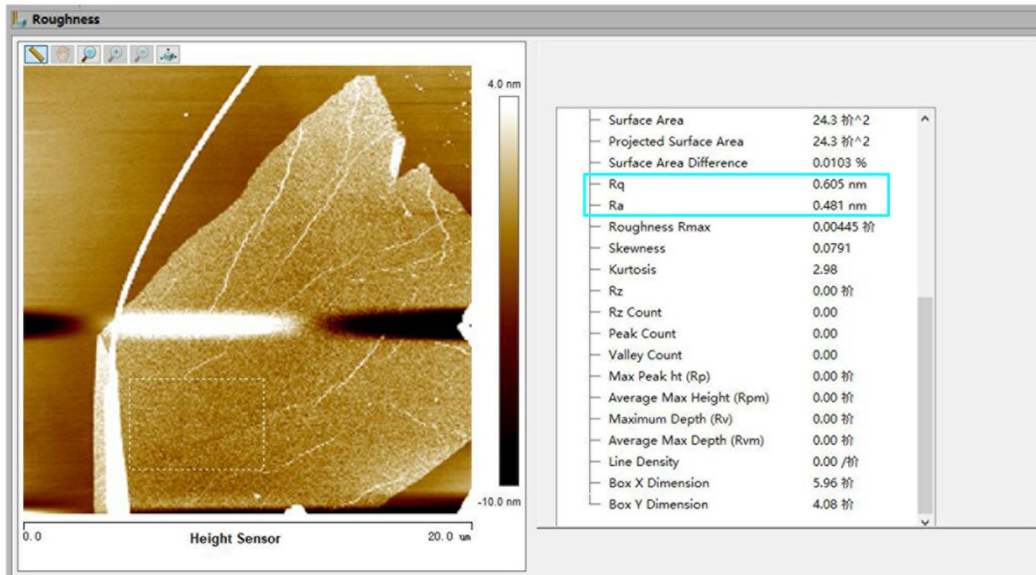 Roughness
4.0 nm
-10.0 nm
0.0
Height Sensor
20.0 um
Surface Area 24.3 祄^2
Projected Surface Area 24.3 祄^2
Surface Area Difference 0.0103 %
Rq 0.605 nm
Ra 0.481 nm
Roughness Rmax 0.00445 祄
Skewness 0.0791
Kurtosis 2.98
Rz 0.00 祄
Rz Count 0.00
Peak Count 0.00
Valley Count 0.00
Max Peak ht (Rp) 0.00 祄
Average Max Height (Rpm) 0.00 祄
Maximum Depth (Rv) 0.00 祄
Average Max Depth (Rvm) 0.00 祄
Line Density 0.00 /祄
Box X Dimension 5.96 祄
Box Y Dimension 4.08 祄